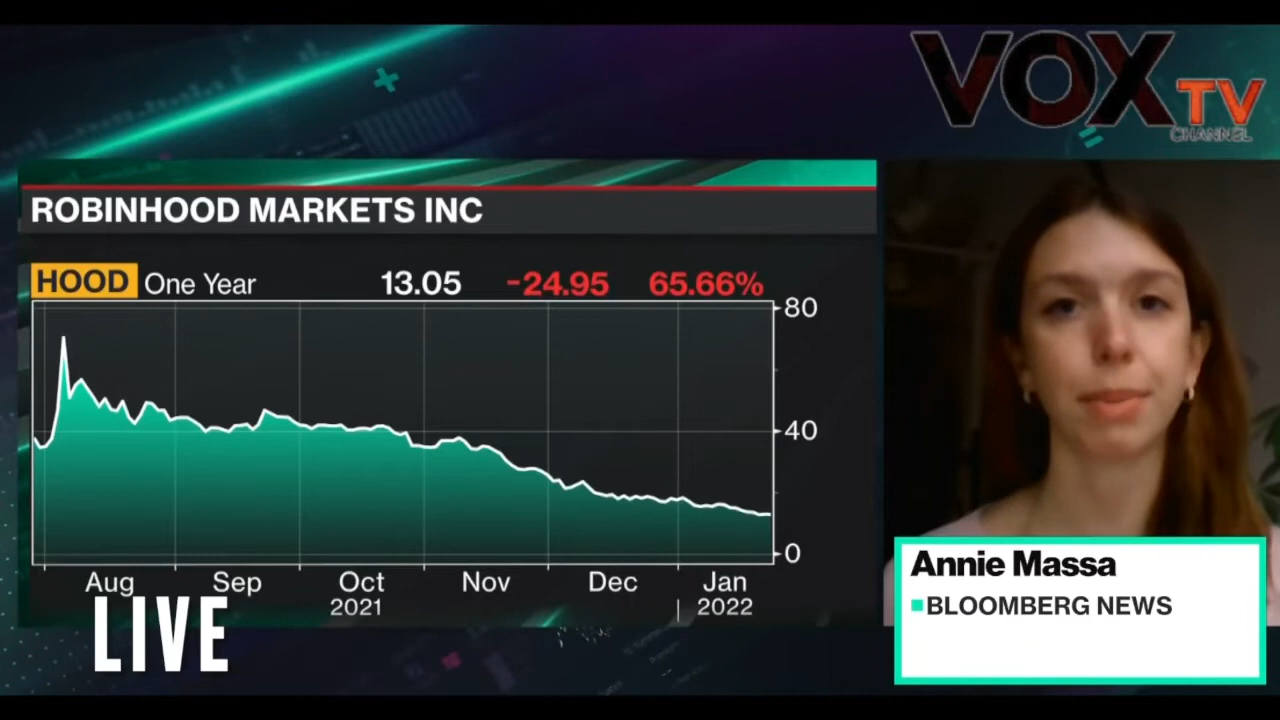 VOX TV
CHANNEL
ROBINHOOD MARKETS INC
HOOD One Year 13.05 -24.95 65.66%
80
40
0
Aug Sep Oct Nov Dec Jan
2021 2022
LIVE
Annie Massa
BLOOMBERG NEWS